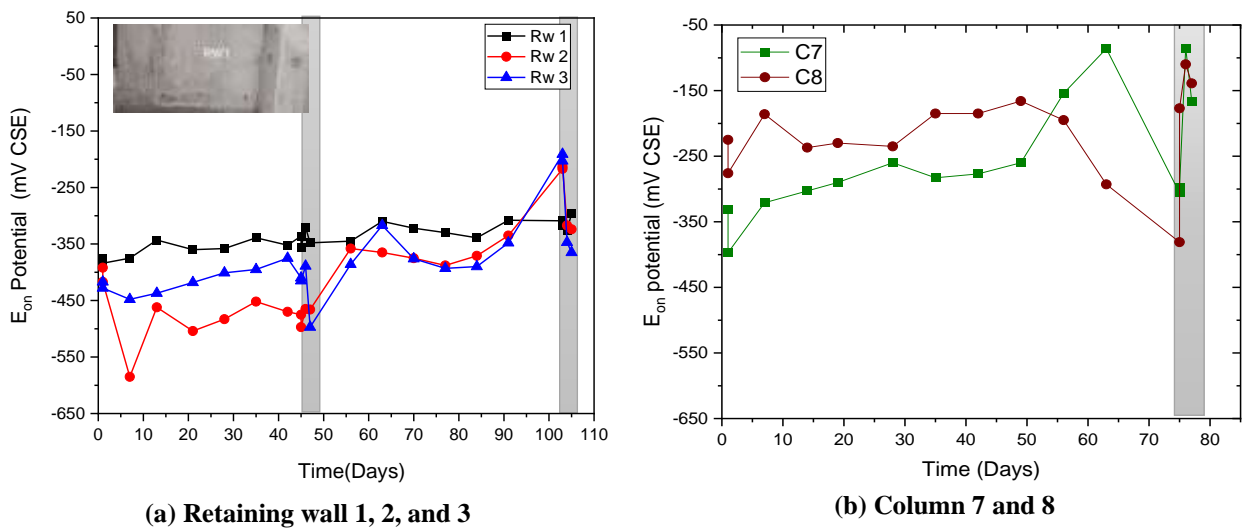 50
-50
-150
-250
-350
-450
-550
-650
E_on Potential (mV CSE)
RW1
Rw 1
Rw 2
Rw 3
0 10 20 30 40 50 60 70 80 90 100 110
Time(Days)
(a) Retaining wall 1, 2, and 3
-50
-150
-250
-350
-450
-550
-650
E_on potential (mV CSE)
C7
C8
0 10 20 30 40 50 60 70 80
Time (Days)
(b) Column 7 and 8